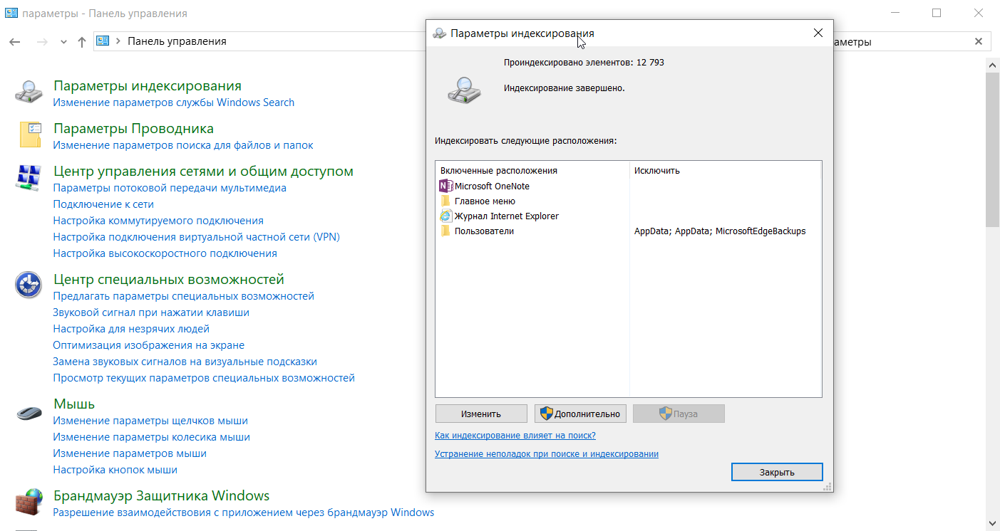 параметры - Панель управления
Панель управления
аметры
Параметры индексирования
Изменение параметров службы Windows Search
Параметры Проводника
Изменение параметров поиска для файлов и папок
Центр управления сетями и общим доступом
Параметры потоковой передачи мультимедиа
Подключение к сети
Настройка коммутируемого подключения
Настройка подключения виртуальной частной сети (VPN)
Настройка высокоскоростного подключения
Центр специальных возможностей
Предлагать параметры специальных возможностей
Звуковой сигнал при нажатии клавиши
Настройка для незрячих людей
Оптимизация изображения на экране
Замена звуковых сигналов на визуальные подсказки
Просмотр текущих параметров специальных возможностей
Мышь
Изменение параметры щелчков мыши
Изменение параметры колесика мыши
Изменение параметров мыши
Настройка кнопок мыши
Брандмауэр Защитника Windows
Разрешение взаимодейстовия с приложением через брандмауэр Windows
Параметры индексирования
Проиндексировано элементов: 12 793
Индексирование завершено.
Индексировать следующие расположения:
Включенные расположения Исключить
Microsoft OneNote
Главное меню
Журнал Internet Explorer
Пользователи AppData; AppData; MicrosoftEdgeBackups
Изменить Дополнительно Пауза
Как индексирование влияет на поиск?
Устранение неполадок при поиске и индексировании
Закрыть